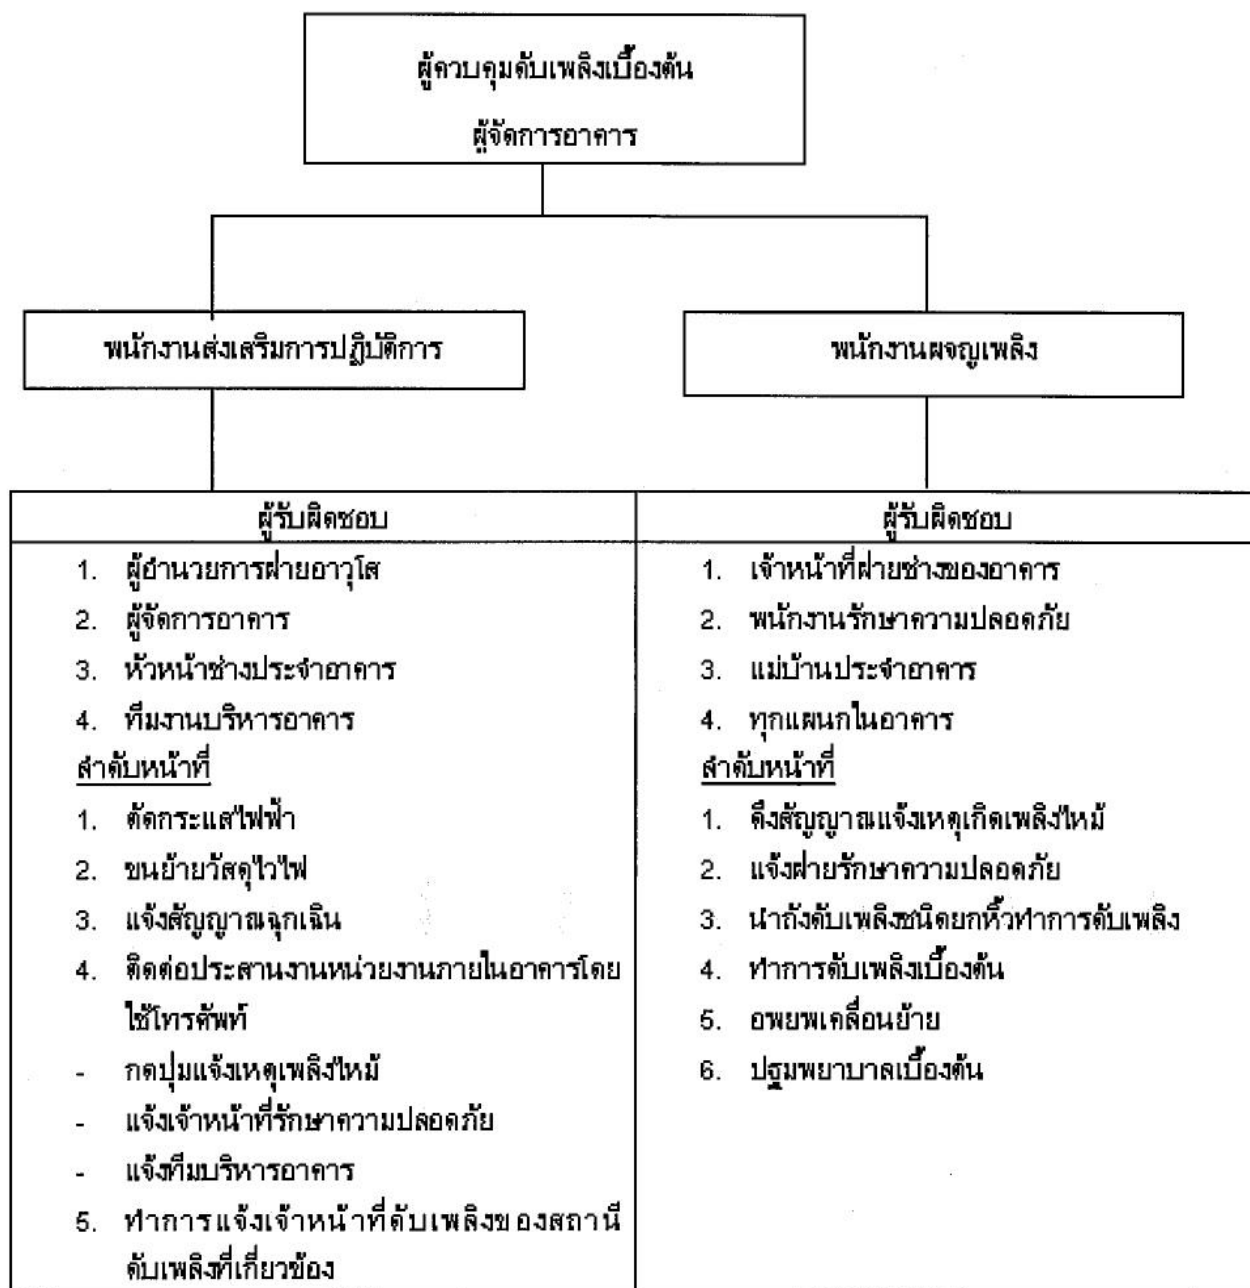 ผู้ควบคุมดับเพลิงเบื้องต้น
ผู้จัดการอาคาร
พนักงานส่งเสริมการปฏิบัติการ
พนักงานผจญเพลิง
ผู้รับผิดชอบ
1. ผู้อำนวยการฝ่ายอาวุโส
2. ผู้จัดการอาคาร
3. หัวหน้าช่างประจำอาคาร
4. ทีมงานบริหารอาคาร
ลำดับหน้าที่
1. ตัดกระแสไฟฟ้า
2. ขนย้ายวัสดุไวไฟ
3. แจ้งสัญญาณฉุกเฉิน
4. ติดต่อประสานงานหน่วยงานภายในอาคารโดย
ใช้โทรศัพท์
- กดปุ่มแจ้งเหตุเพลิงไหม้
- แจ้งเจ้าหน้าที่รักษาความปลอดภัย
- แจ้งทีมบริหารอาคาร
5. ทำการแจ้งเจ้าหน้าที่ดับเพลิงของสถานี
ดับเพลิงที่เกี่ยวข้อง
ผู้รับผิดชอบ
1. เจ้าหน้าที่ฝ่ายช่างของอาคาร
2. พนักงานรักษาความปลอดภัย
3. แม่บ้านประจำอาคาร
4. ทุกแผนกในอาคาร
ลำดับหน้าที่
1. ดึงสัญญาณแจ้งเหตุเกิดเพลิงไหม้
2. แจ้งฝ่ายรักษาความปลอดภัย
3. นำถังดับเพลิงชนิดยกหิ้วทำการดับเพลิง
4. ทำการดับเพลิงเบื้องต้น
5. อพยพเคลื่อนย้าย
6. ปฐมพยาบาลเบื้องต้น